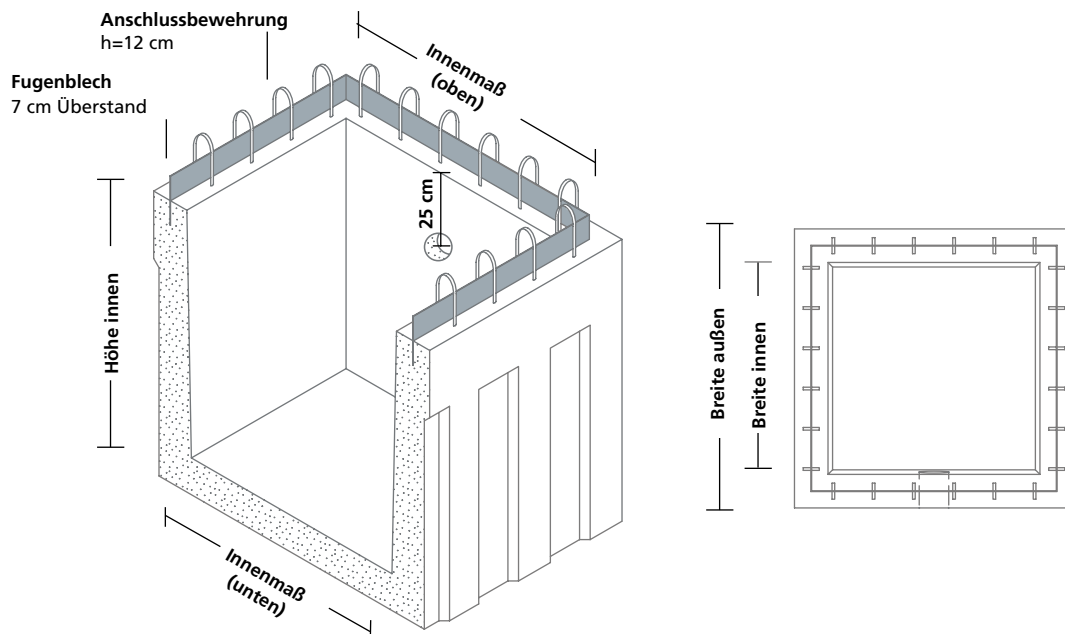 Anschlussbewehrung
h=12 cm
Fugenblech
7 cm Überstand
Innenmaß
(oben)
25 cm
Höhe innen
Innenmaß
(unten)
Breite außen
Breite innen